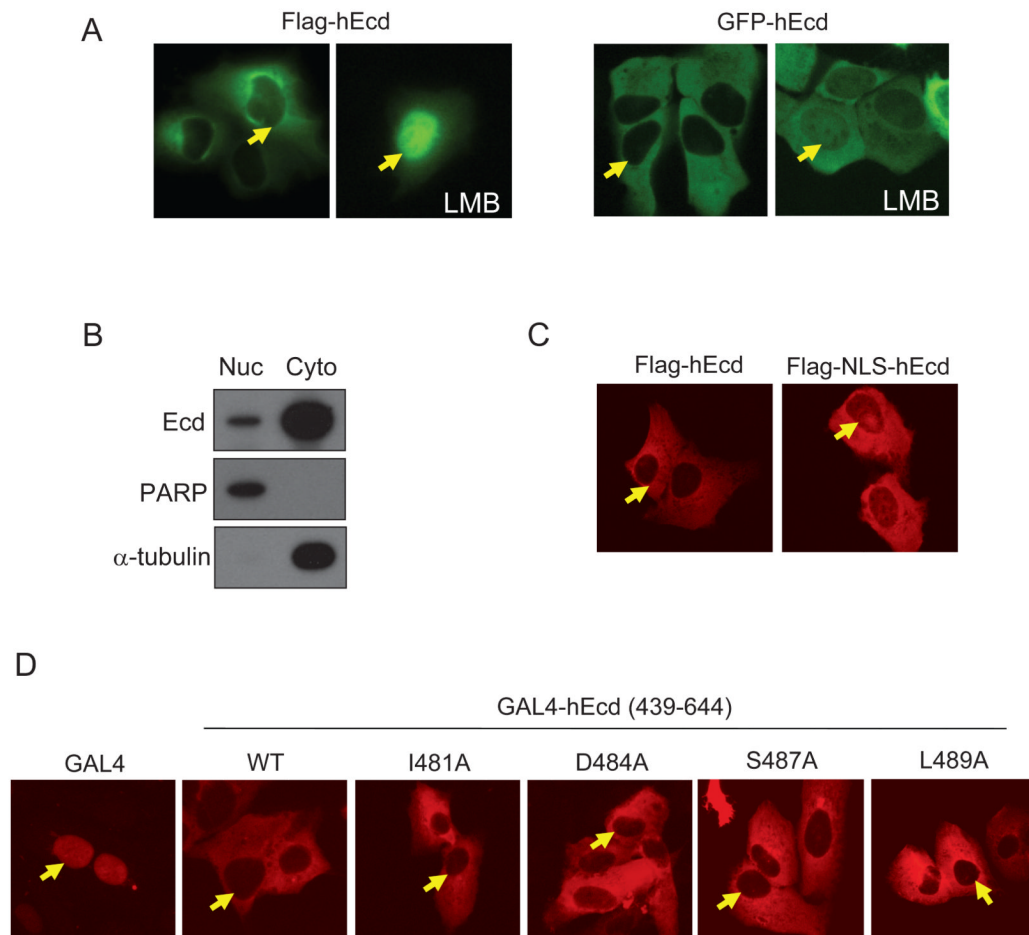 A
Flag-hEcd
GFP-hEcd
LMB
LMB
B
Nuc Cyto
Ecd
PARP
α-tubulin
C
Flag-hEcd
Flag-NLS-hEcd
D
GAL4-hEcd (439-644)
GAL4
WT
I481A
D484A
S487A
L489A